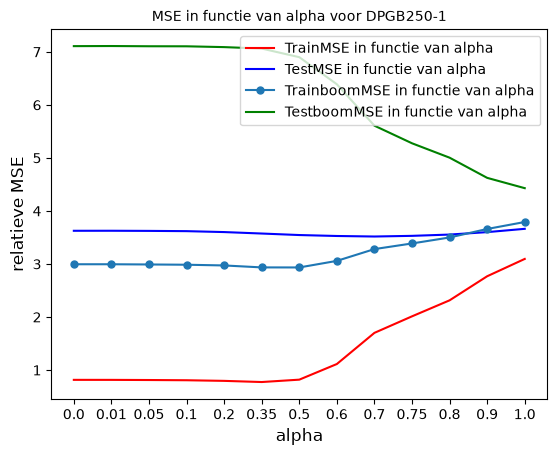 MSE in functie van alpha voor DPGB250-1
TrainMSE in functie van alpha
TestMSE in functie van alpha
TrainboomMSE in functie van alpha
TestboomMSE in functie van alpha
relatieve MSE
7
6
5
4
3
2
1
0.0 0.01 0.05 0.1 0.2 0.35 0.5 0.6 0.7 0.75 0.8 0.9 1.0
alpha